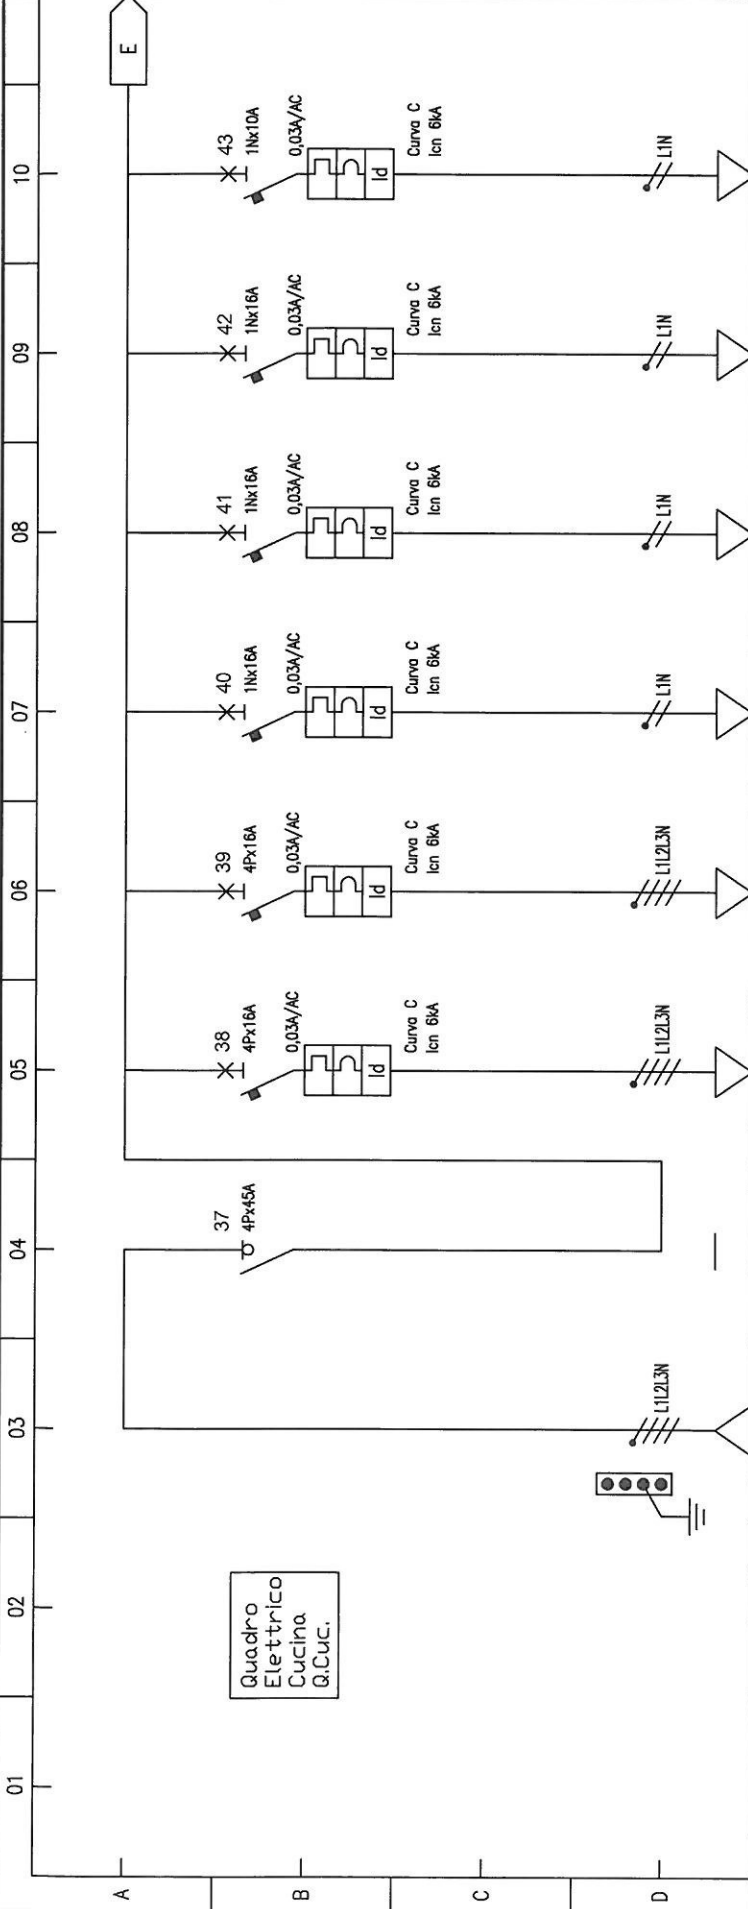 01
02
03
04
05
06
07
08
09
10
A
B
C
D
E
Quadro
Elettrico
Cucina
Q.Cuc.
L1L2L3N
37
4Px45A
38
4Px16A
0,03A/AC
Id
Curva C
Icn 6kA
L1L2L3N
39
4Px16A
0,03A/AC
Id
Curva C
Icn 6kA
L1L2L3N
40
1Nx16A
0,03A/AC
Id
Curva C
Icn 6kA
L1N
41
1Nx16A
0,03A/AC
Id
Curva C
Icn 6kA
L1N
42
1Nx16A
0,03A/AC
Id
Curva C
Icn 6kA
L1N
43
1Nx10A
0,03A/AC
Id
Curva C
Icn 6kA
L1N